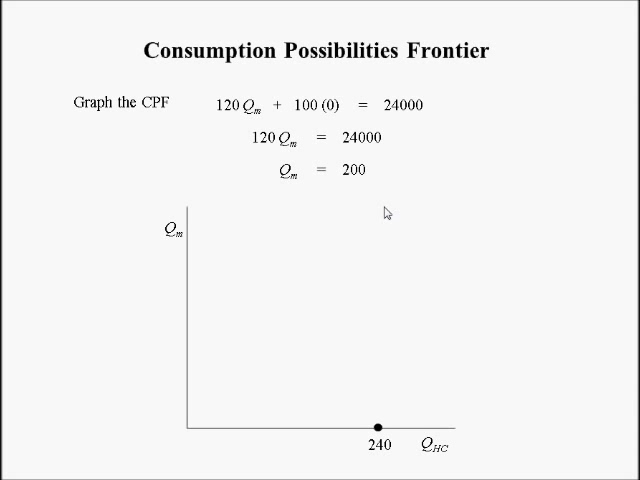 Consumption Possibilities Frontier
Graph the CPF 120 Qm + 100 (0) = 24000
120 Qm = 24000
Qm = 200
Qm
240 QHC